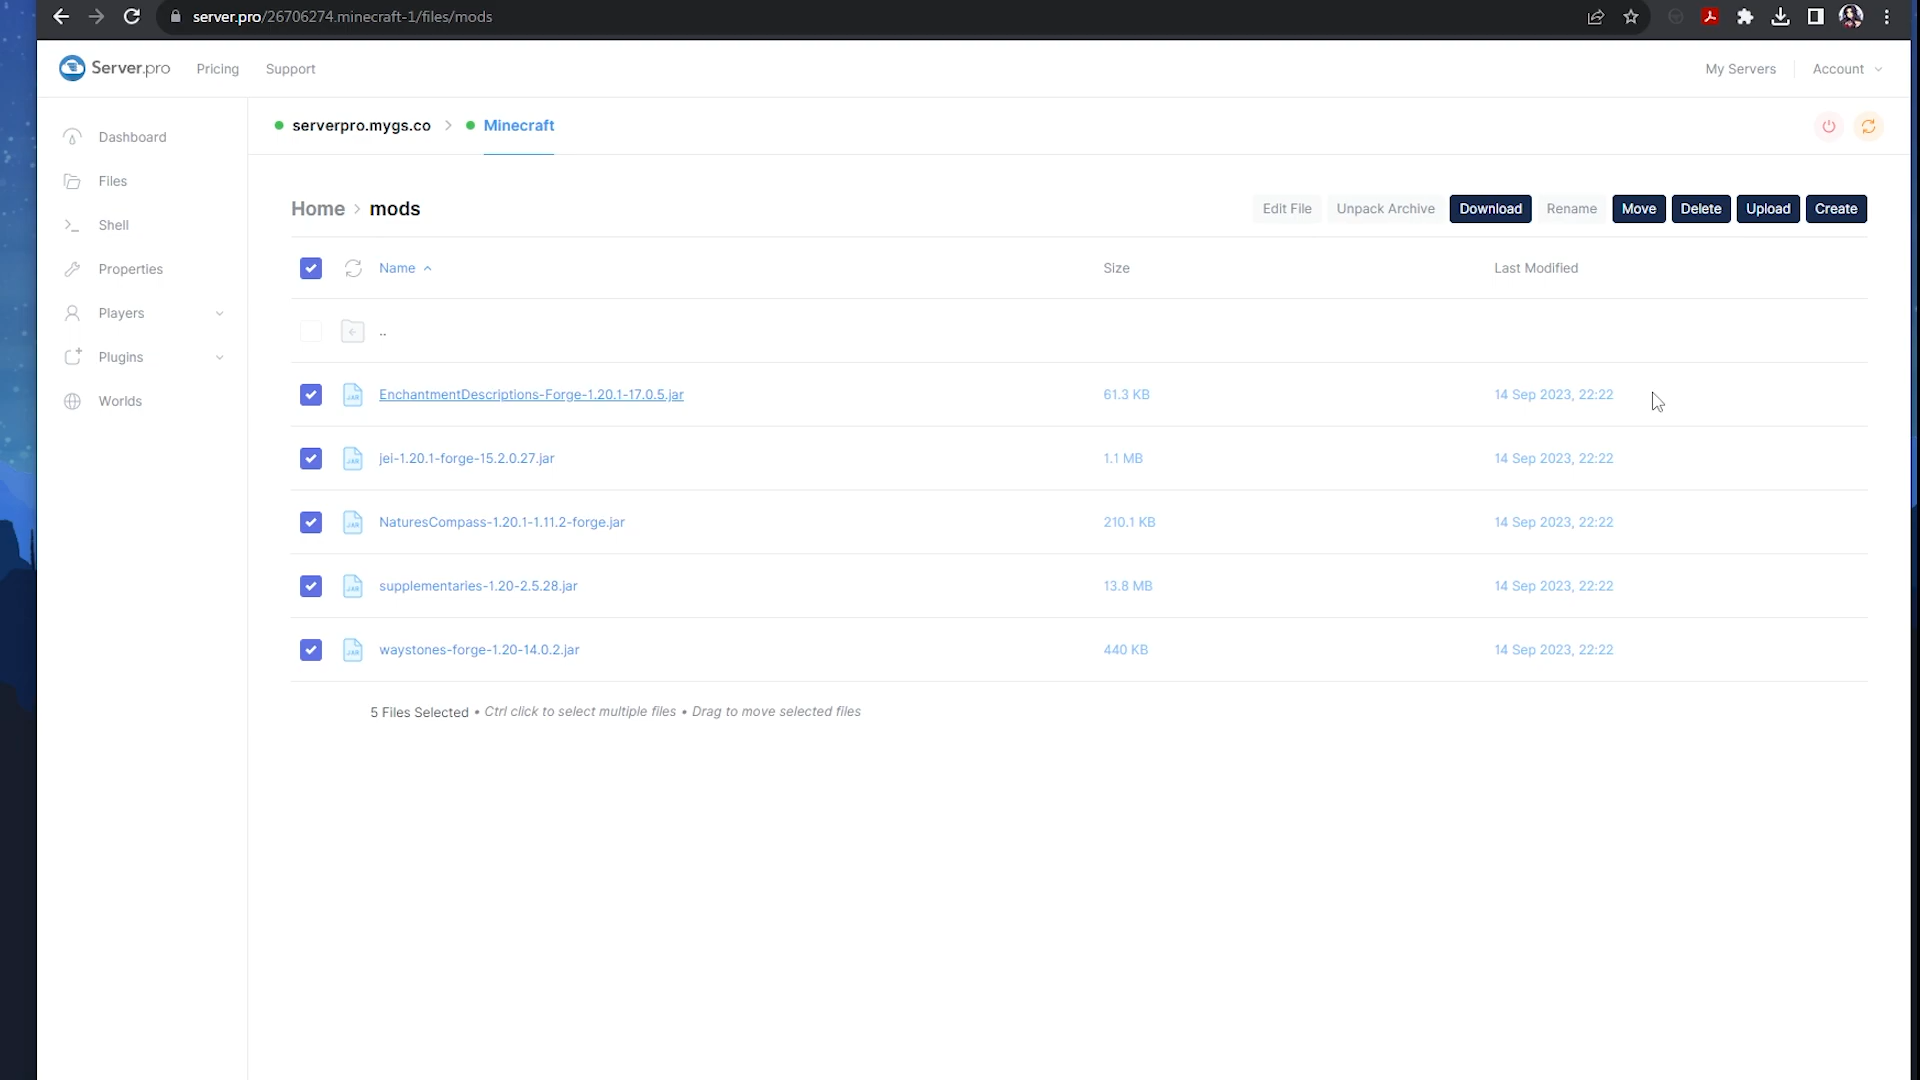 server.pro/26706274.minecraft-1/files/mods
Server.pro
Pricing
Support
My Servers
Account
Dashboard
Files
Shell
Properties
Players
Plugins
Worlds
serverpro.mygs.co > Minecraft
Home > mods
Edit File
Unpack Archive
Download
Rename
Move
Delete
Upload
Create
Name
Size
Last Modified
..
JAR EnchantmentDescriptions-Forge-1.20.1-17.0.5.jar 61.3 KB 14 Sep 2023, 22:22
JAR jei-1.20.1-forge-15.2.0.27.jar 1.1 MB 14 Sep 2023, 22:22
JAR NaturesCompass-1.20.1-1.11.2-forge.jar 210.1 KB 14 Sep 2023, 22:22
JAR supplementaries-1.20-2.5.28.jar 13.8 MB 14 Sep 2023, 22:22
JAR waystones-forge-1.20-14.0.2.jar 440 KB 14 Sep 2023, 22:22
5 Files Selected • Ctrl click to select multiple files • Drag to move selected files